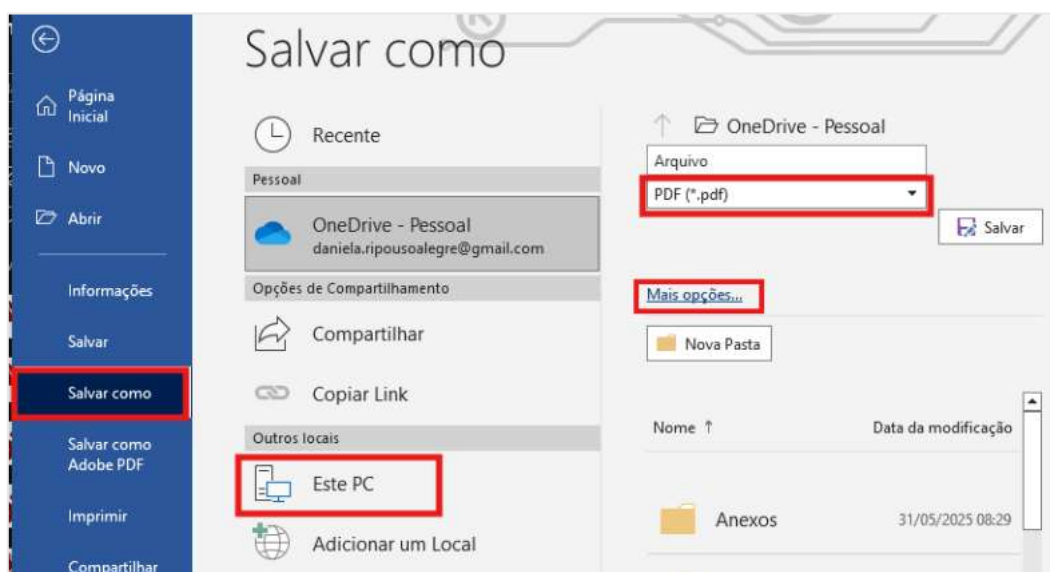 Salvar como
Página
Inicial
Novo
Abrir
Informações
Salvar
Salvar como
Salvar como
Adobe PDF
Imprimir
Compartilhar
Recente
Pessoal
OneDrive - Pessoal
daniela.ripousoalegre@gmail.com
Opções de Compartilhamento
Compartilhar
Copiar Link
Outros locais
Este PC
Adicionar um Local
↑ OneDrive - Pessoal
Arquivo
PDF (*.pdf)
Salvar
Mais opções...
Nova Pasta
Nome ↑ Data da modificação
Anexos 31/05/2025 08:29